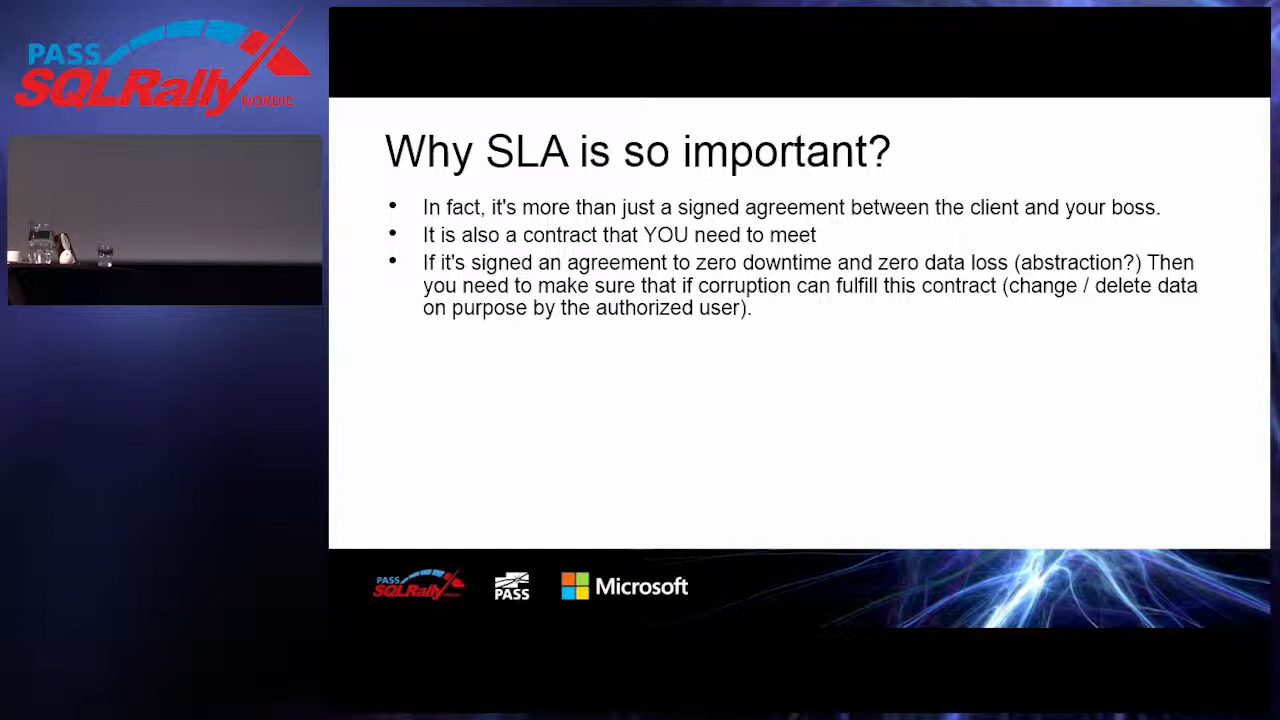 PASS
SQLRally
NORDIC
Why SLA is so important?
• In fact, it's more than just a signed agreement between the client and your boss.
• It is also a contract that YOU need to meet
• If it's signed an agreement to zero downtime and zero data loss (abstraction?) Then
you need to make sure that if corruption can fulfill this contract (change / delete data
on purpose by the authorized user).
PASS
SQLRally
PASS
Microsoft